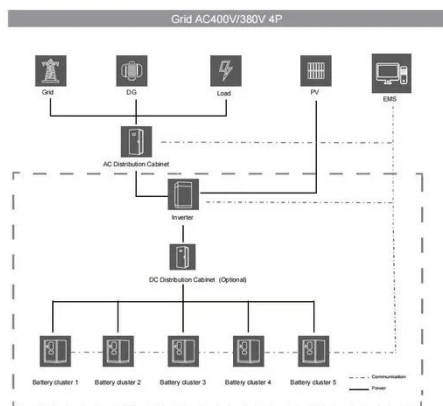 Grid AC400V/380V 4P
Grid
DG
Load
PV
EMS
AC Distribution Cabinet
Inverter
DC Distribution Cabinet (Optional)
Battery cluster 1
Battery cluster 2
Battery cluster 3
Battery cluster 4
Battery cluster 5
Communication
Power